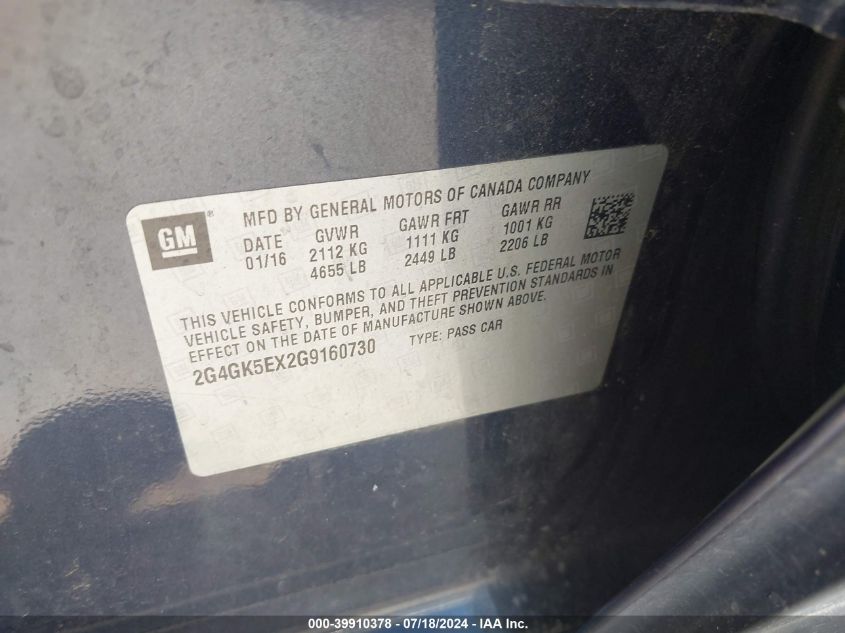 GM®
MFD BY GENERAL MOTORS OF CANADA COMPANY
DATE GVWR GAWR FRT GAWR RR
01/16 2112 KG 1111 KG 1001 KG
4655 LB 2449 LB 2206 LB
THIS VEHICLE CONFORMS TO ALL APPLICABLE U.S. FEDERAL MOTOR
VEHICLE SAFETY, BUMPER, AND THEFT PREVENTION STANDARDS IN
EFFECT ON THE DATE OF MANUFACTURE SHOWN ABOVE.
2G4GK5EX2G9160730 TYPE: PASS CAR
000-39910378 - 07/18/2024 - IAA Inc.